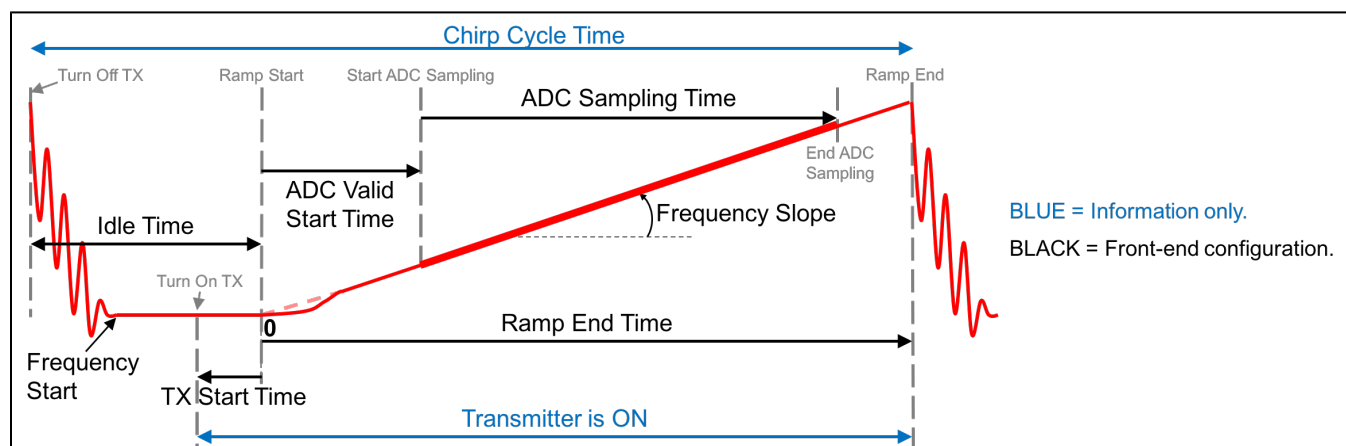 Chirp Cycle Time
Turn Off TX
Ramp Start
Start ADC Sampling
Ramp End
ADC Sampling Time
End ADC
Sampling
ADC Valid
Start Time
Frequency Slope
Idle Time
BLUE = Information only.
BLACK = Front-end configuration.
Turn On TX
0
Ramp End Time
Frequency
Start
TX Start Time
Transmitter is ON